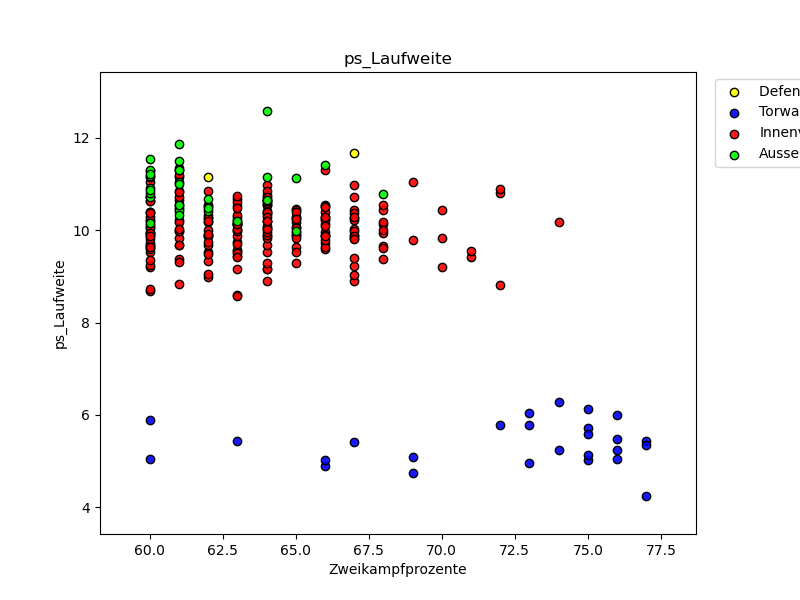 ps_Laufweite
Defen
Torwa
Innenv
Ausse
12
10
8
6
4
ps_Laufweite
60.0 62.5 65.0 67.5 70.0 72.5 75.0 77.5
Zweikampfprozente